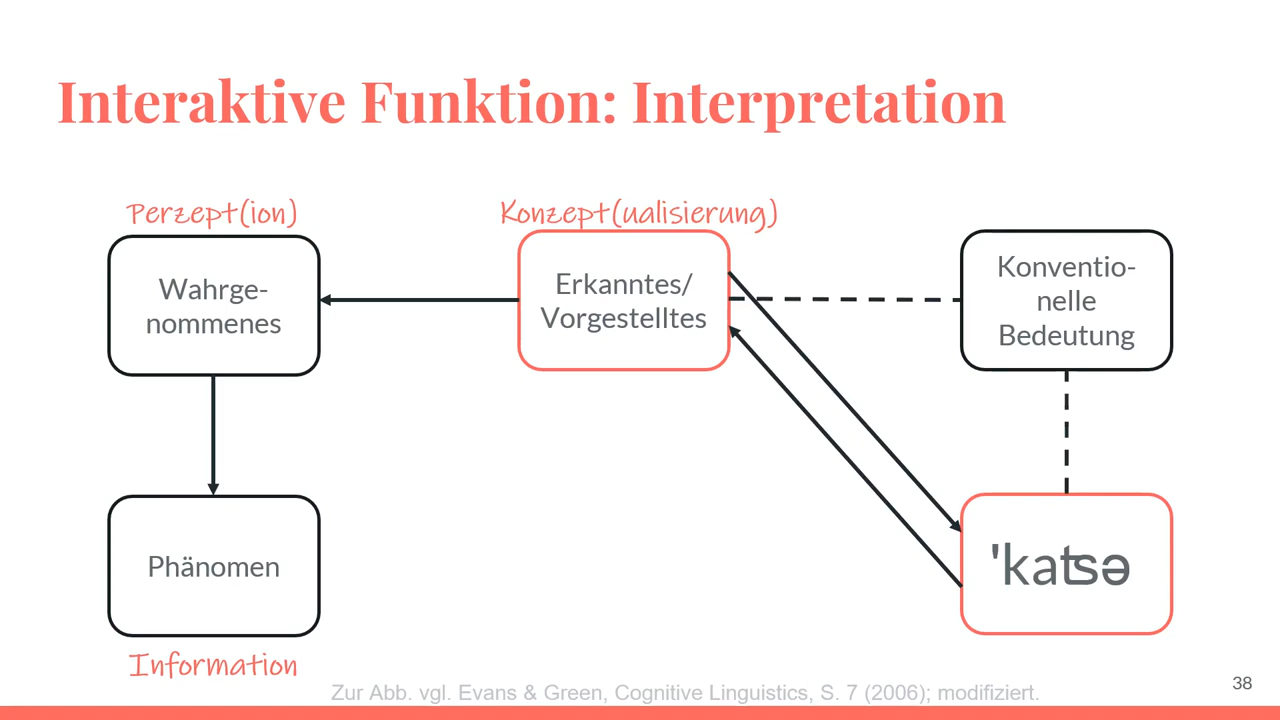 Interaktive Funktion: Interpretation
Perzept(ion)
Konzept(ualisierung)
Wahrge-
nommenes
Erkanntes/
Vorgestelltes
Konventio-
nelle
Bedeutung
Phänomen
'kaʦə
Information
Zur Abb. vgl. Evans & Green, Cognitive Linguistics, S. 7 (2006); modifiziert.
38